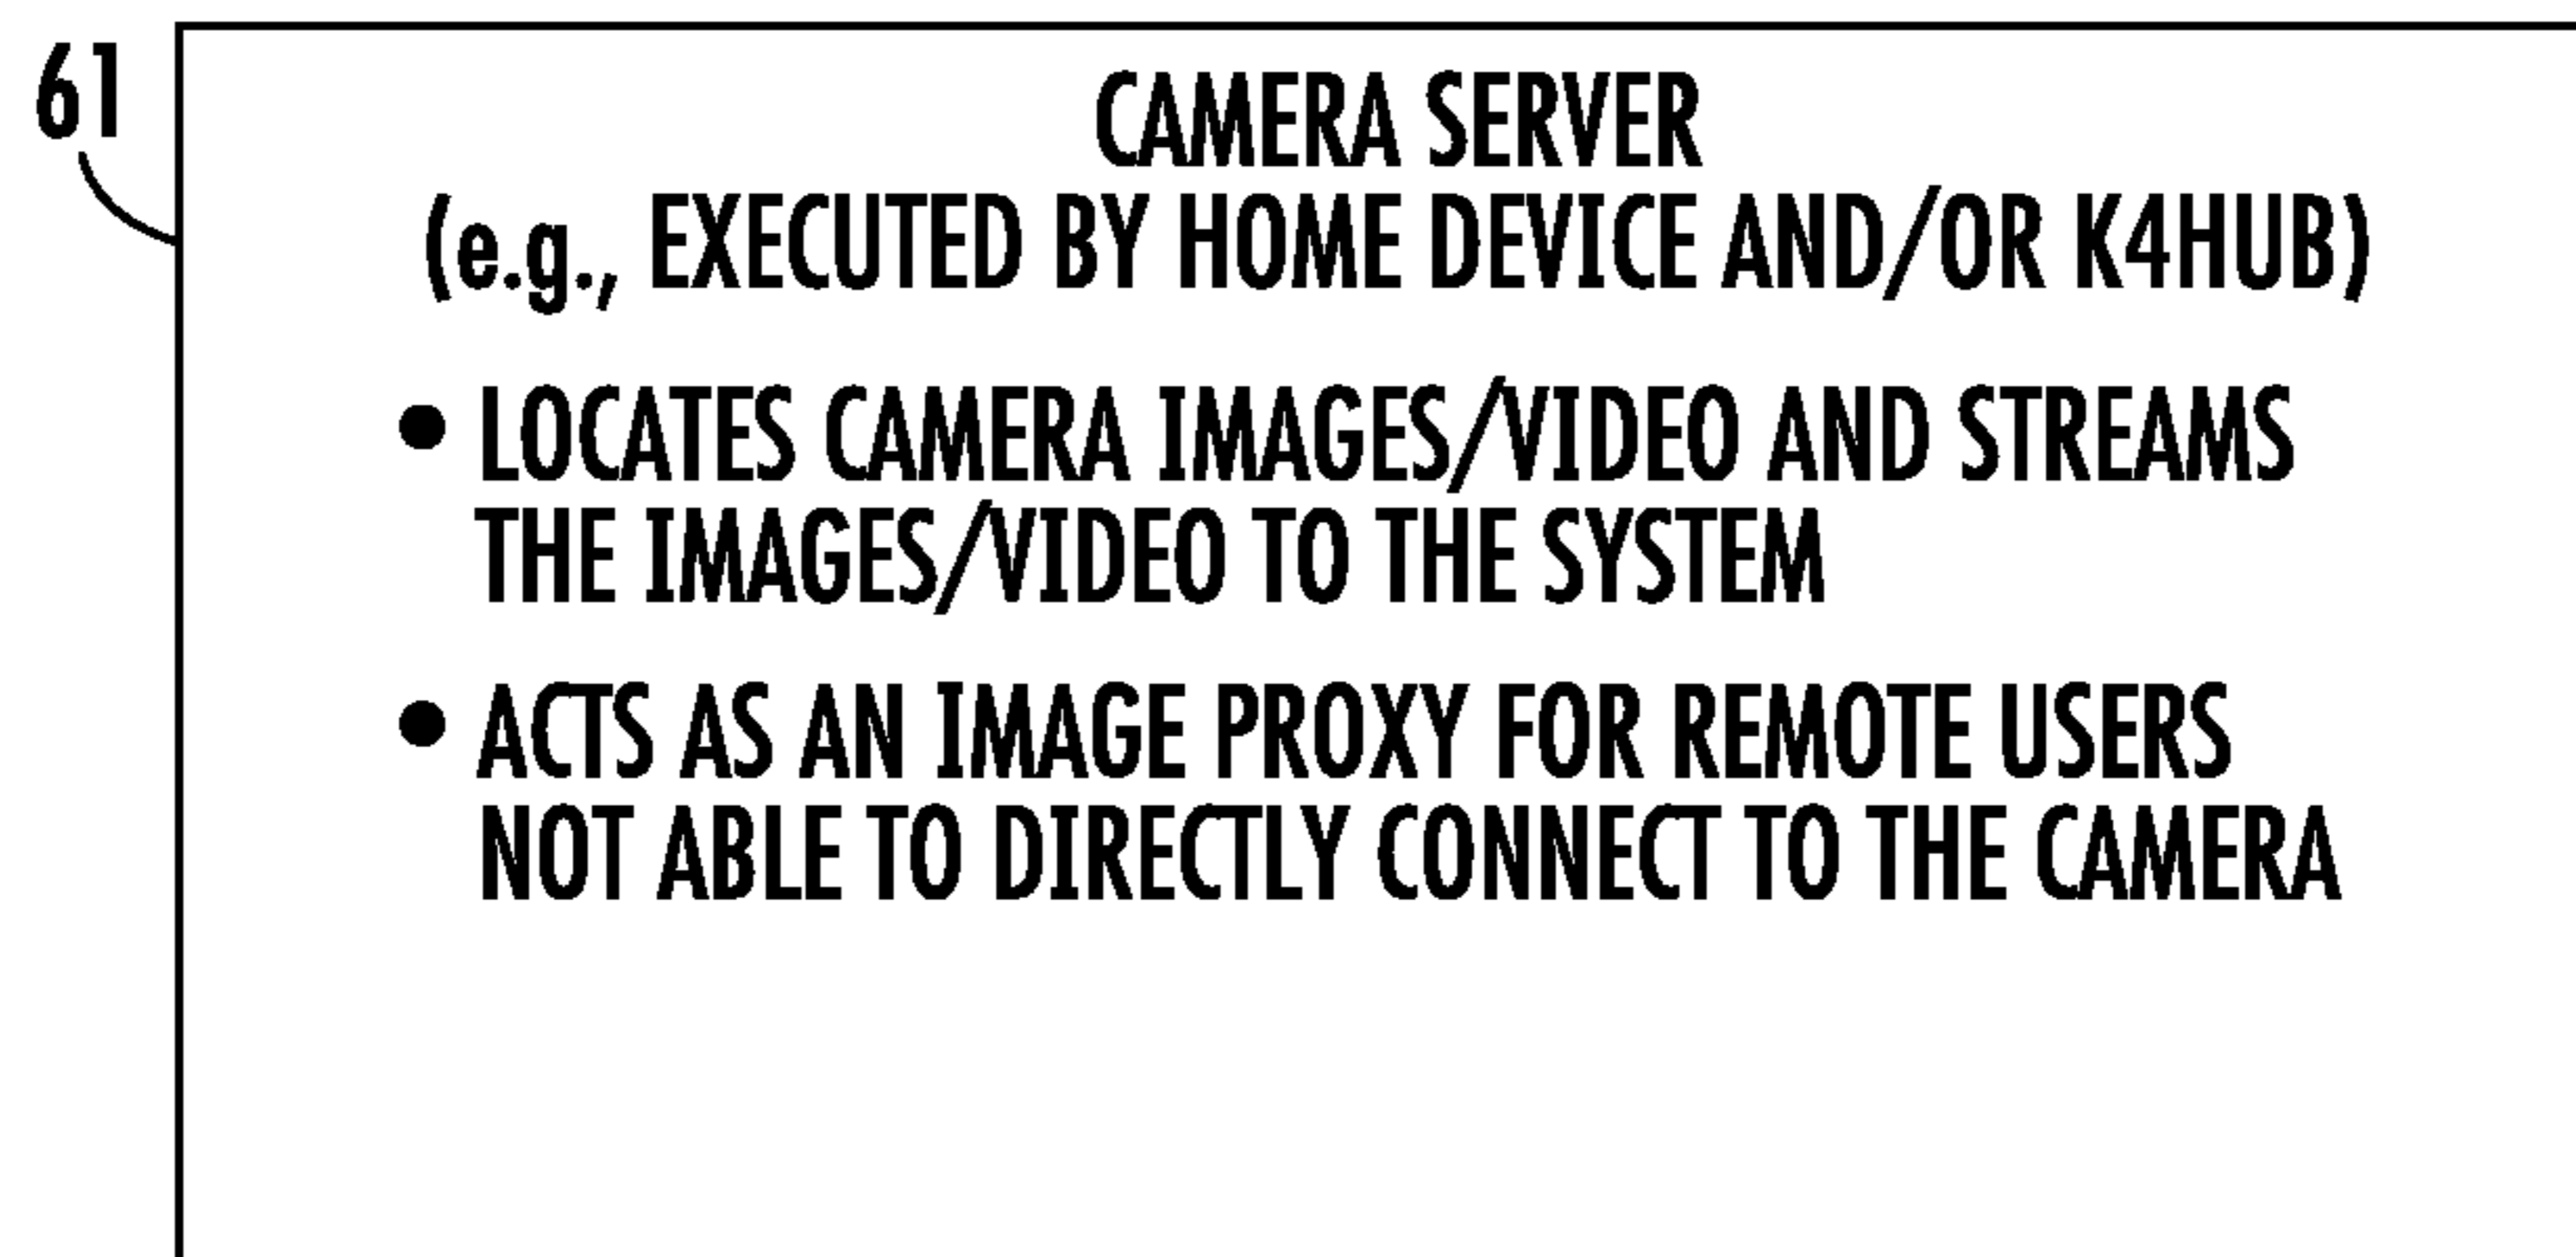 61
CAMERA SERVER
(e.g., EXECUTED BY HOME DEVICE AND/OR K4HUB)
• LOCATES CAMERA IMAGES/VIDEO AND STREAMS
THE IMAGES/VIDEO TO THE SYSTEM
• ACTS AS AN IMAGE PROXY FOR REMOTE USERS
NOT ABLE TO DIRECTLY CONNECT TO THE CAMERA